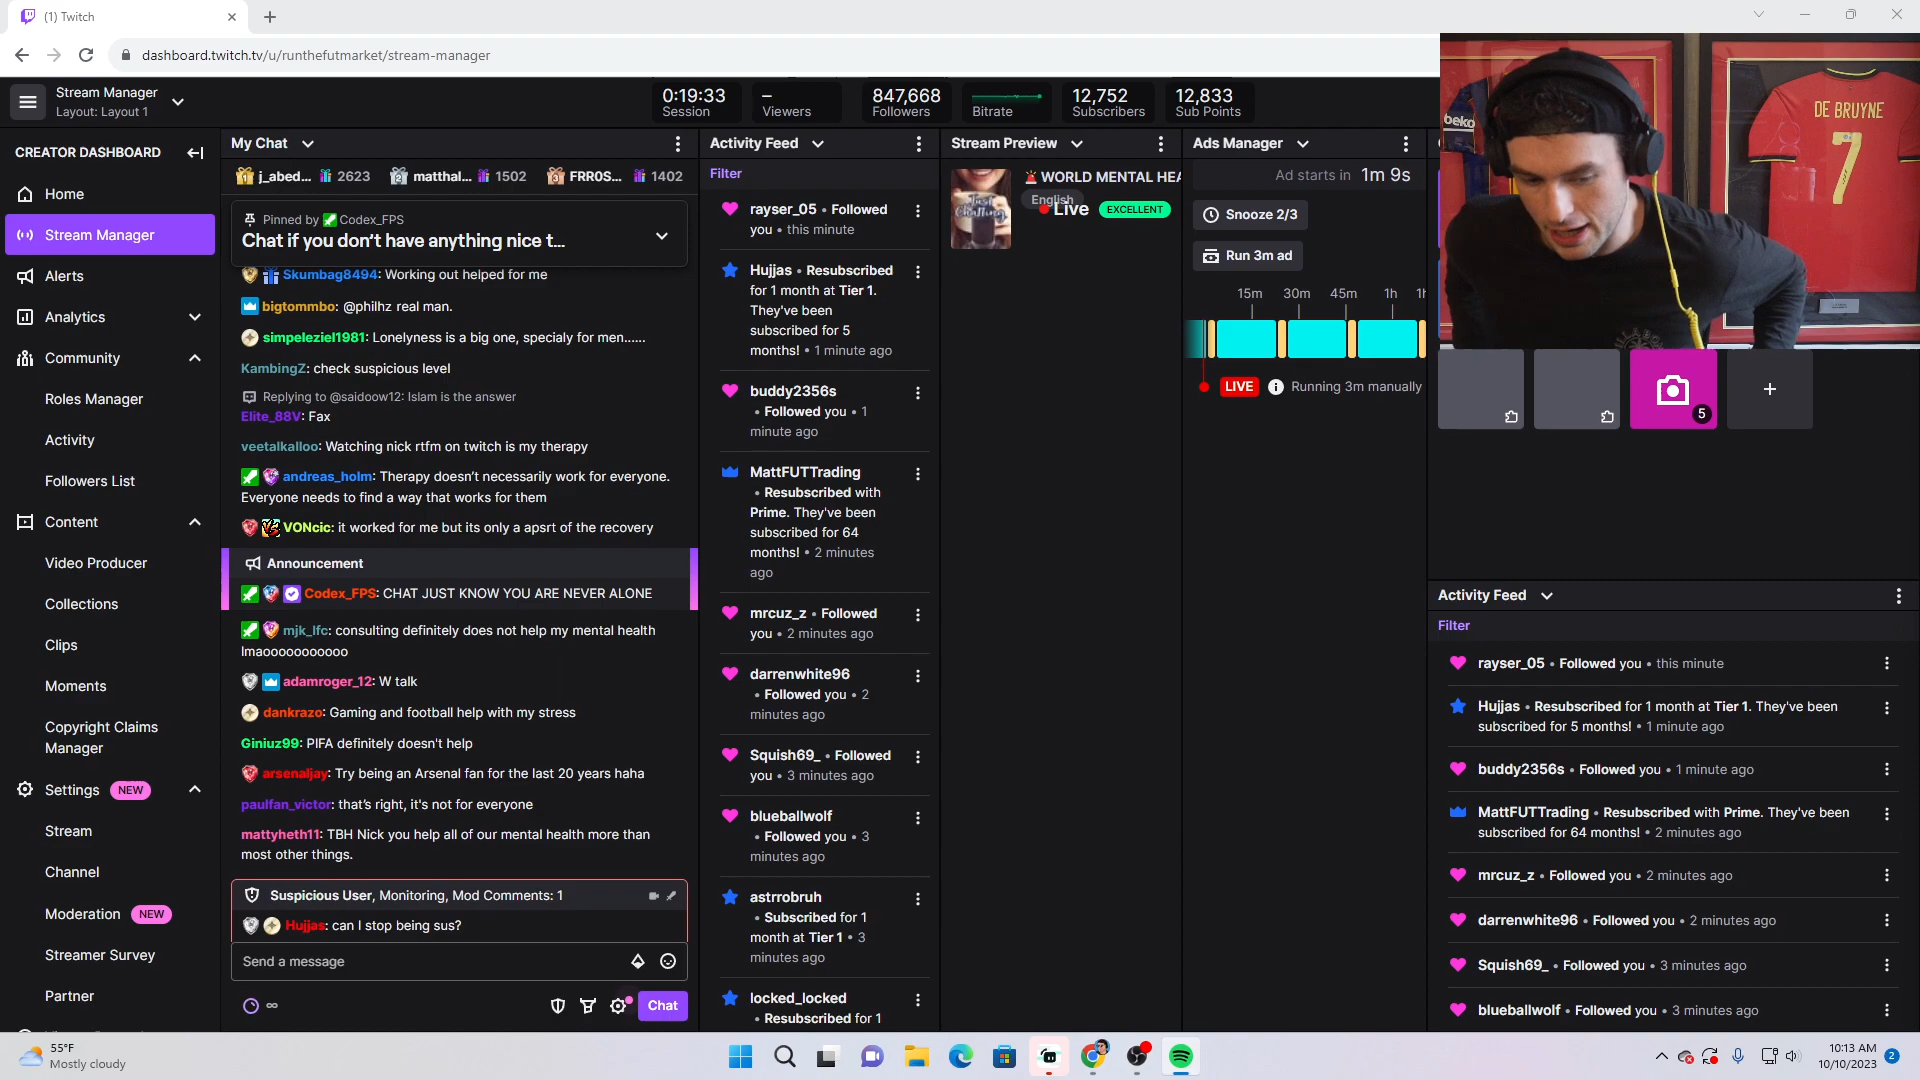 (1) Twitch
dashboard.twitch.tv/u/runthefutmarket/stream-manager
Stream Manager
Layout: Layout 1
0:19:33
Session
–
Viewers
847,668
Followers
Bitrate
12,752
Subscribers
12,833
Sub Points
CREATOR DASHBOARD
Home
Stream Manager
Alerts
Analytics
Community
Roles Manager
Activity
Followers List
Content
Video Producer
Collections
Clips
Moments
Copyright Claims
Manager
Settings NEW
Stream
Channel
Moderation NEW
Streamer Survey
Partner
My Chat
1 j_abed... 2623 2 matthal... 1502 3 FRR0S... 1402
Pinned by Codex_FPS
Chat if you don't have anything nice t...
Skumbag8494: Working out helped for me
bigtommbo: @philhz real man.
simpeleziel1981: Lonelyness is a big one, specialy for men......
KambingZ: check suspicious level
Replying to @saidoow12: Islam is the answer
Elite_88V: Fax
veetalkalloo: Watching nick rtfm on twitch is my therapy
andreas_holm: Therapy doesn't necessarily work for everyone.
Everyone needs to find a way that works for them
VONcic: it worked for me but its only a apsrt of the recovery
Announcement
Codex_FPS: CHAT JUST KNOW YOU ARE NEVER ALONE
mjk_lfc: consulting definitely does not help my mental health
lmaooooooooooo
adamroger_12: W talk
dankrazo: Gaming and football help with my stress
Giniuz99: PIFA definitely doesn't help
arsenaljay: Try being an Arsenal fan for the last 20 years haha
paulfan_victor: that's right, it's not for everyone
mattyheth11: TBH Nick you help all of our mental health more than
most other things.
Suspicious User, Monitoring, Mod Comments: 1
Hujjas: can I stop being sus?
Send a message
Chat
Activity Feed
Filter
rayser_05 • Followed
you • this minute
Hujjas • Resubscribed
for 1 month at Tier 1.
They've been
subscribed for 5
months! • 1 minute ago
buddy2356s
• Followed you • 1
minute ago
MattFUTTrading
• Resubscribed with
Prime. They've been
subscribed for 64
months! • 2 minutes
ago
mrcuz_z • Followed
you • 2 minutes ago
darrenwhite96
• Followed you • 2
minutes ago
Squish69_ • Followed
you • 3 minutes ago
blueballwolf
• Followed you • 3
minutes ago
astrrobruh
• Subscribed for 1
month at Tier 1 • 3
minutes ago
locked_locked
• Resubscribed for 1
Stream Preview
Just Chatting
🚨WORLD MENTAL HEA
English
Live EXCELLENT
Ads Manager
Ad starts in 1m 9s
Snooze 2/3
Run 3m ad
15m 30m 45m 1h
LIVE Running 3m manually
beko
DE BRUYNE
7
5
+
Activity Feed
Filter
rayser_05 • Followed you • this minute
Hujjas • Resubscribed for 1 month at Tier 1. They've been
subscribed for 5 months! • 1 minute ago
buddy2356s • Followed you • 1 minute ago
MattFUTTrading • Resubscribed with Prime. They've been
subscribed for 64 months! • 2 minutes ago
mrcuz_z • Followed you • 2 minutes ago
darrenwhite96 • Followed you • 2 minutes ago
Squish69_ • Followed you • 3 minutes ago
blueballwolf • Followed you • 3 minutes ago
55°F
Mostly cloudy
10:13 AM
10/10/2023
2